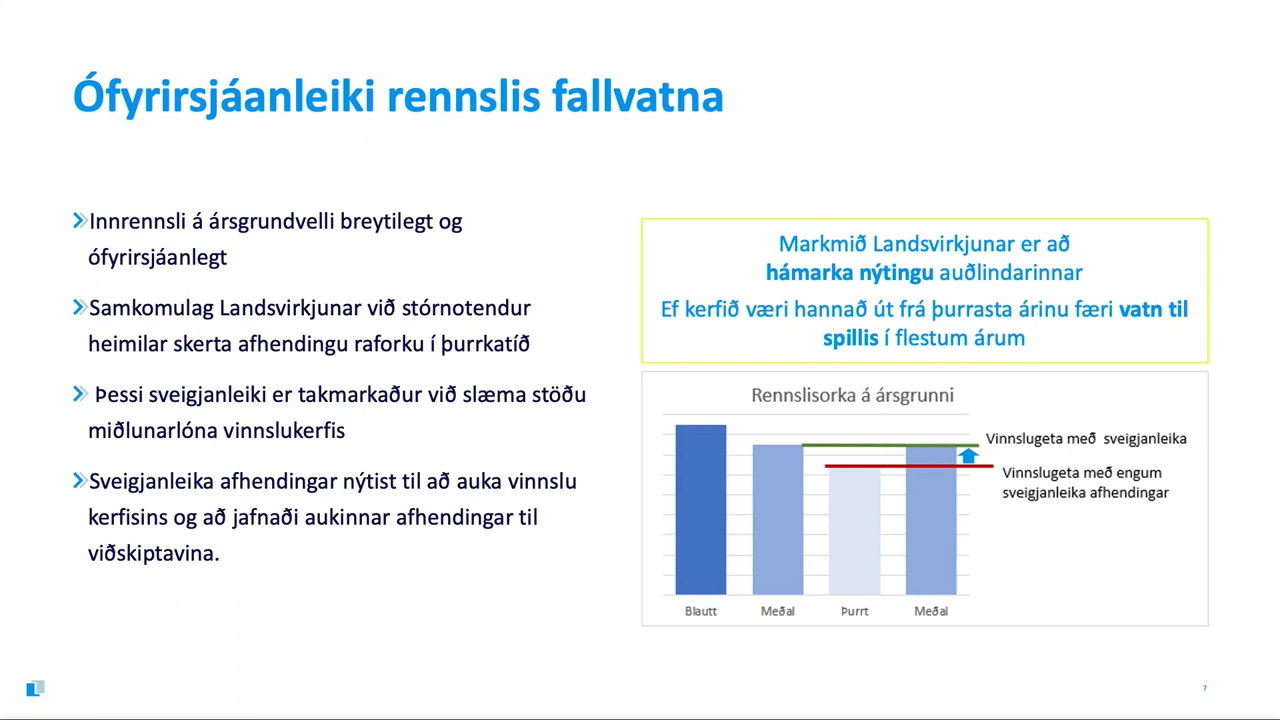 Ófyrirsjáanleiki rennslis fallvatna
Innrennsli á ársgrundvelli breytilegt og
ófyrirsjáanlegt
Samkomulag Landsvirkjunar við stórnotendur
heimilar skerta afhendingu raforku í þurrkatíð
Þessi sveigjanleiki er takmarkaður við slæma stöðu
miðlunarlóna vinnslukerfis
Sveigjanleika afhendingar nýtist til að auka vinnslu
kerfisins og að jafnaði aukinnar afhendingar til
viðskiptavina.
Markmið Landsvirkjunar er að
hámarka nýtingu auðlindarinnar
Ef kerfið væri hannað út frá þurrasta árinu færi vatn til
spillis í flestum árum
Rennslisorka á ársgrunni
Vinnslugeta með sveigjanleika
Vinnslugeta með engum
sveigjanleika afhendingar
Blautt Meðal Þurrt Meðal
7